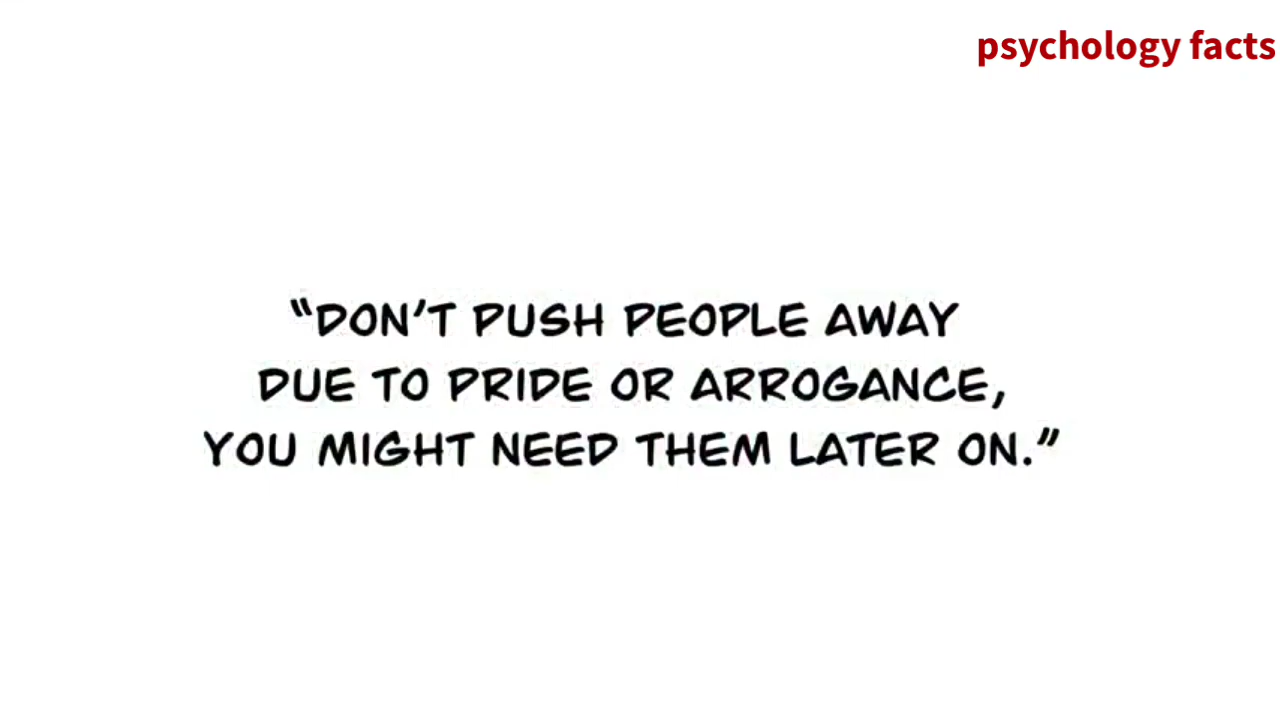 psychology facts
“DON’T PUSH PEOPLE AWAY
DUE TO PRIDE OR ARROGANCE,
YOU MIGHT NEED THEM LATER ON.”